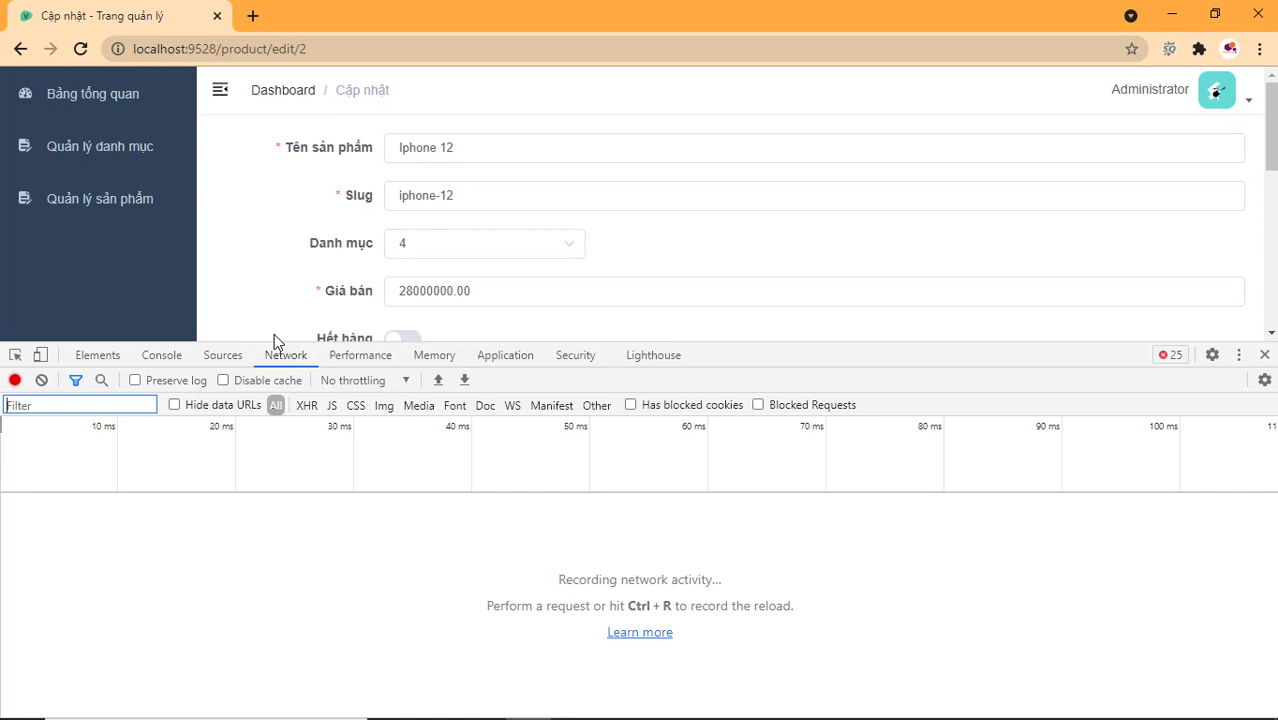 Cập nhật - Trang quản lý
localhost:9528/product/edit/2
Bảng tổng quan
Quản lý danh mục
Quản lý sản phẩm
Dashboard / Cập nhật
Administrator
* Tên sản phẩm
Iphone 12
* Slug
iphone-12
Danh mục
4
* Giá bán
28000000.00
Hết hàng
Elements Console Sources Network Performance Memory Application Security Lighthouse
25
Preserve log Disable cache No throttling
Filter
Hide data URLs All XHR JS CSS Img Media Font Doc WS Manifest Other Has blocked cookies Blocked Requests
10 ms 20 ms 30 ms 40 ms 50 ms 60 ms 70 ms 80 ms 90 ms 100 ms 11
Recording network activity...
Perform a request or hit Ctrl + R to record the reload.
Learn more